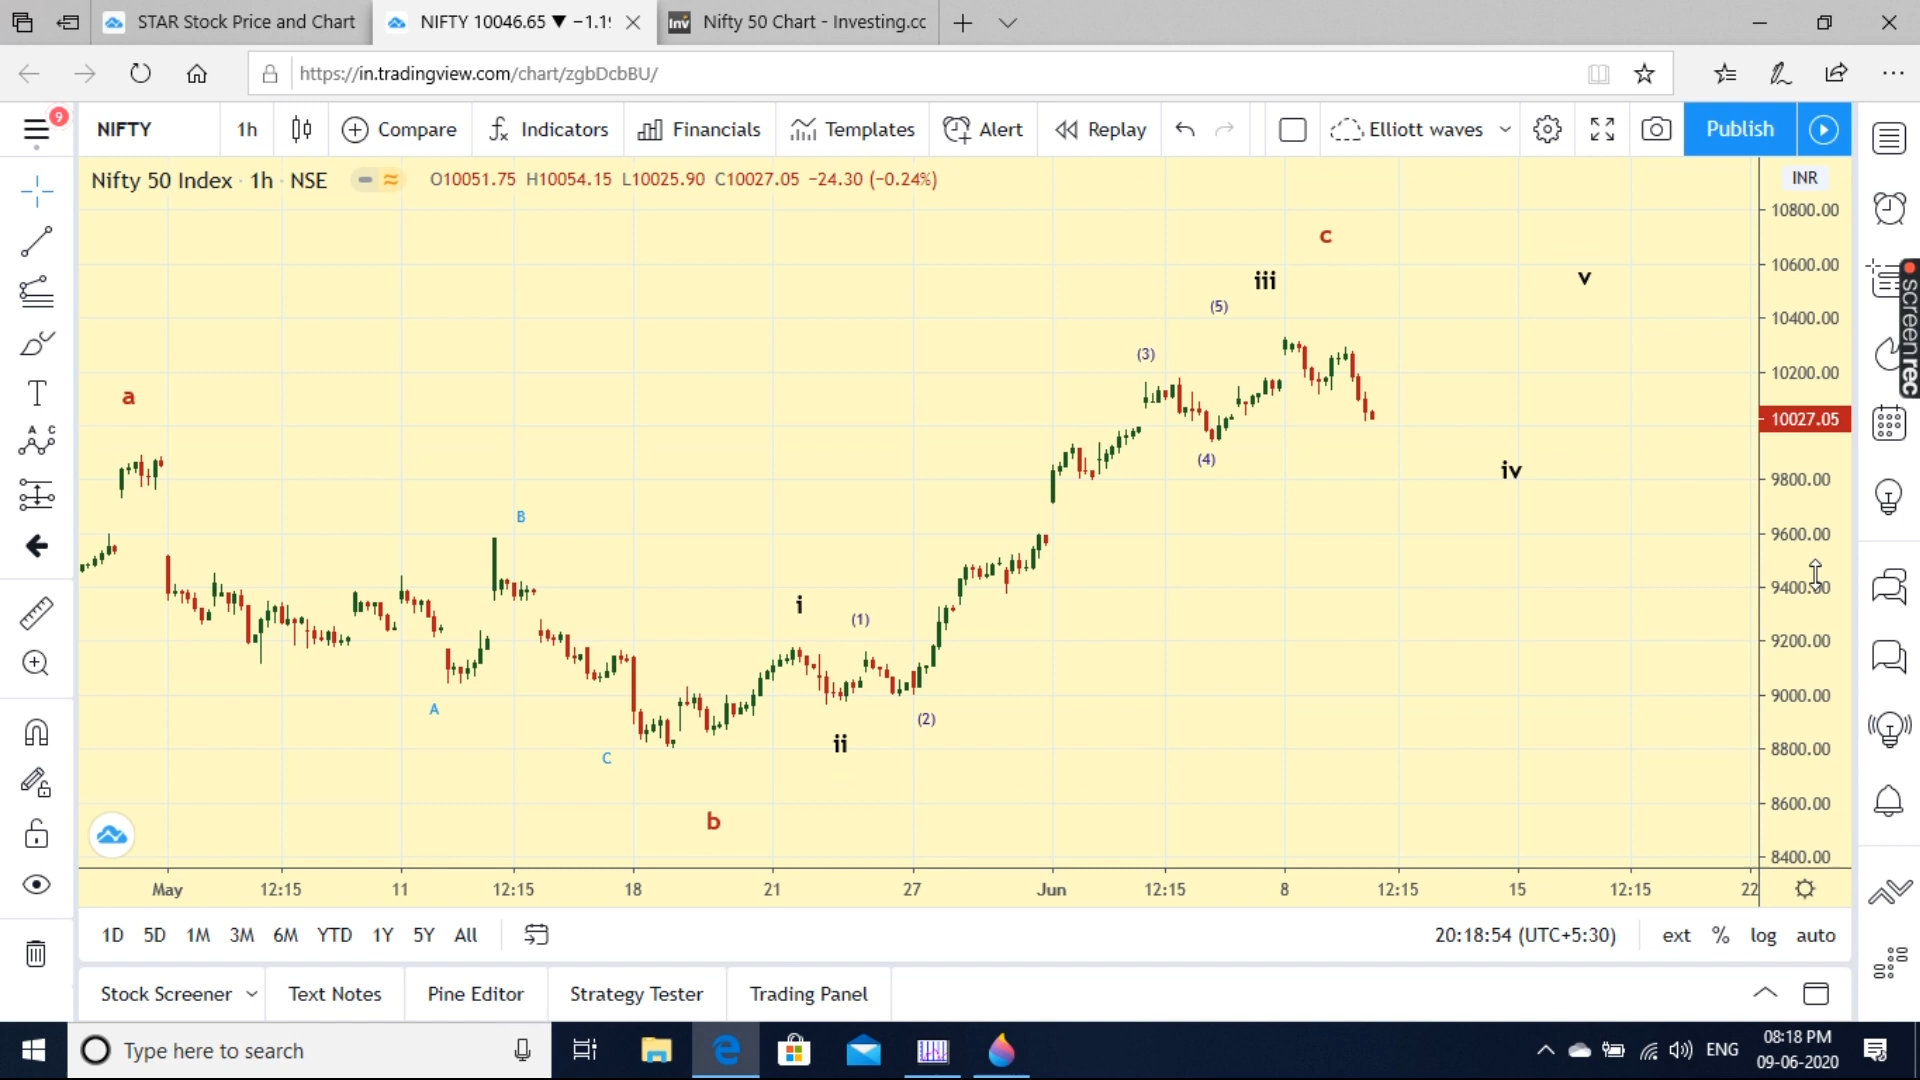 STAR Stock Price and Chart
NIFTY 10046.65 ▼ −1.1
Nifty 50 Chart - Investing.cc
https://in.tradingview.com/chart/zgbDcbBU/
9
NIFTY
1h
Compare
Indicators
Financials
Templates
Alert
Replay
Elliott waves
Publish
Nifty 50 Index · 1h · NSE
O10051.75 H10054.15 L10025.90 C10027.05 −24.30 (−0.24%)
INR
10800.00
10600.00
10400.00
10200.00
10027.05
9800.00
9600.00
9400.00
9200.00
9000.00
8800.00
8600.00
8400.00
screenrec
c
iii
v
(5)
(3)
a
(4)
iv
B
i
(1)
A
(2)
ii
C
b
May
12:15
11
12:15
18
21
27
Jun
12:15
8
12:15
15
12:15
22
1D 5D 1M 3M 6M YTD 1Y 5Y All
20:18:54 (UTC+5:30)
ext % log auto
Stock Screener
Text Notes
Pine Editor
Strategy Tester
Trading Panel
Type here to search
ENG
08:18 PM
09-06-2020